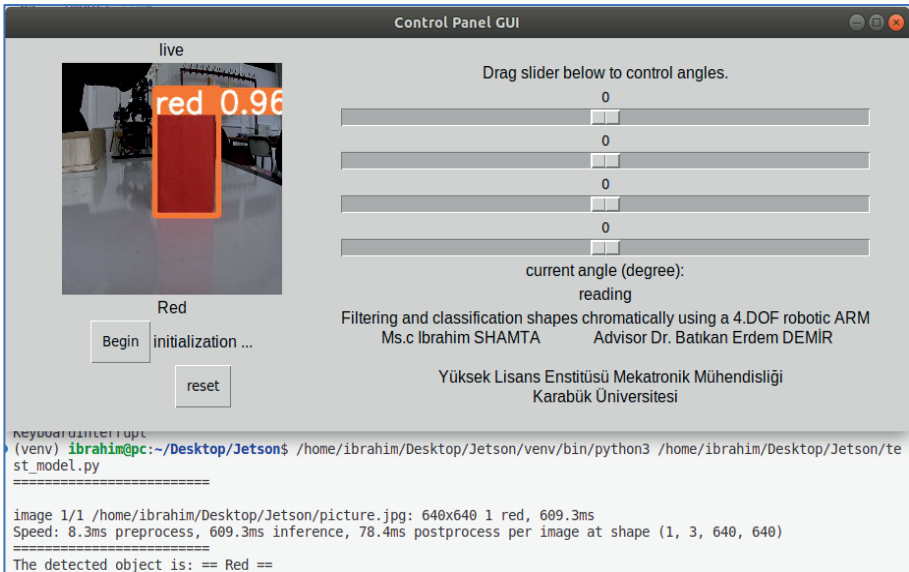 Control Panel GUI
live
red 0.96
Red
Begin
initialization ...
reset
Drag slider below to control angles.
0
0
0
0
current angle (degree):
reading
Filtering and classification shapes chromatically using a 4.DOF robotic ARM
Ms.c Ibrahim SHAMTA Advisor Dr. Batıkan Erdem DEMİR
Yüksek Lisans Enstitüsü Mekatronik Mühendisliği
Karabük Üniversitesi
KeyboardInterrupt
(venv) ibrahim@pc:~/Desktop/Jetson$ /home/ibrahim/Desktop/Jetson/venv/bin/python3 /home/ibrahim/Desktop/Jetson/te
st_model.py
=========================
image 1/1 /home/ibrahim/Desktop/Jetson/picture.jpg: 640x640 1 red, 609.3ms
Speed: 8.3ms preprocess, 609.3ms inference, 78.4ms postprocess per image at shape (1, 3, 640, 640)
=========================
The detected object is: == Red ==